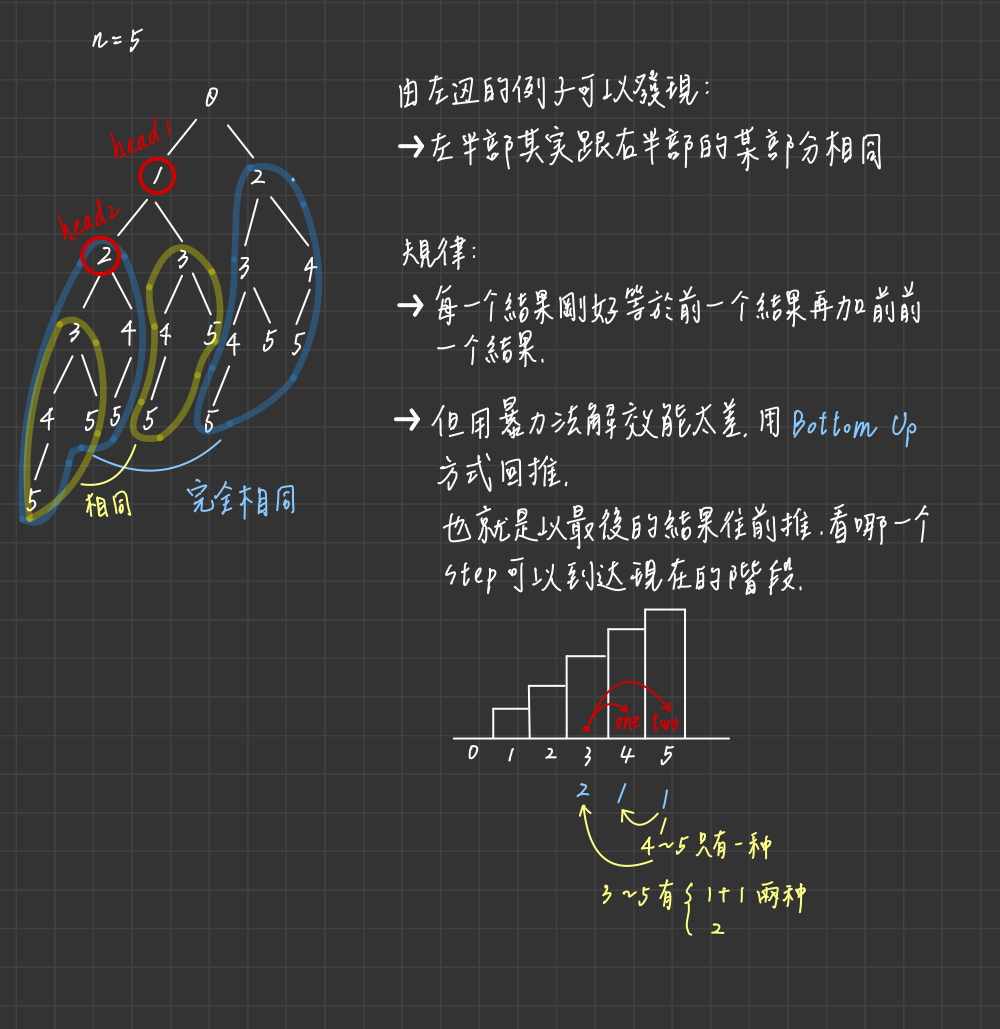 n=5
0
head1
1 2
head2
2 3 3 4
3 4 4 5 4 5 5
4 5 5 5 5
5
相同
完全相同
由左边的例子可以發現:
→左半部其实跟右半部的某部分相同
規律:
→每一个結果剛好等於前一个結果再加前前
一个結果.
→但用暴力法解效能太差,用 Bottom Up
方式回推.
也就是以最後的結果往前推,看哪一个
step可以到达現在的階段.
one two
0 1 2 3 4 5
2 1 1
4~5只有一种
3~5有{1+1 兩种
2